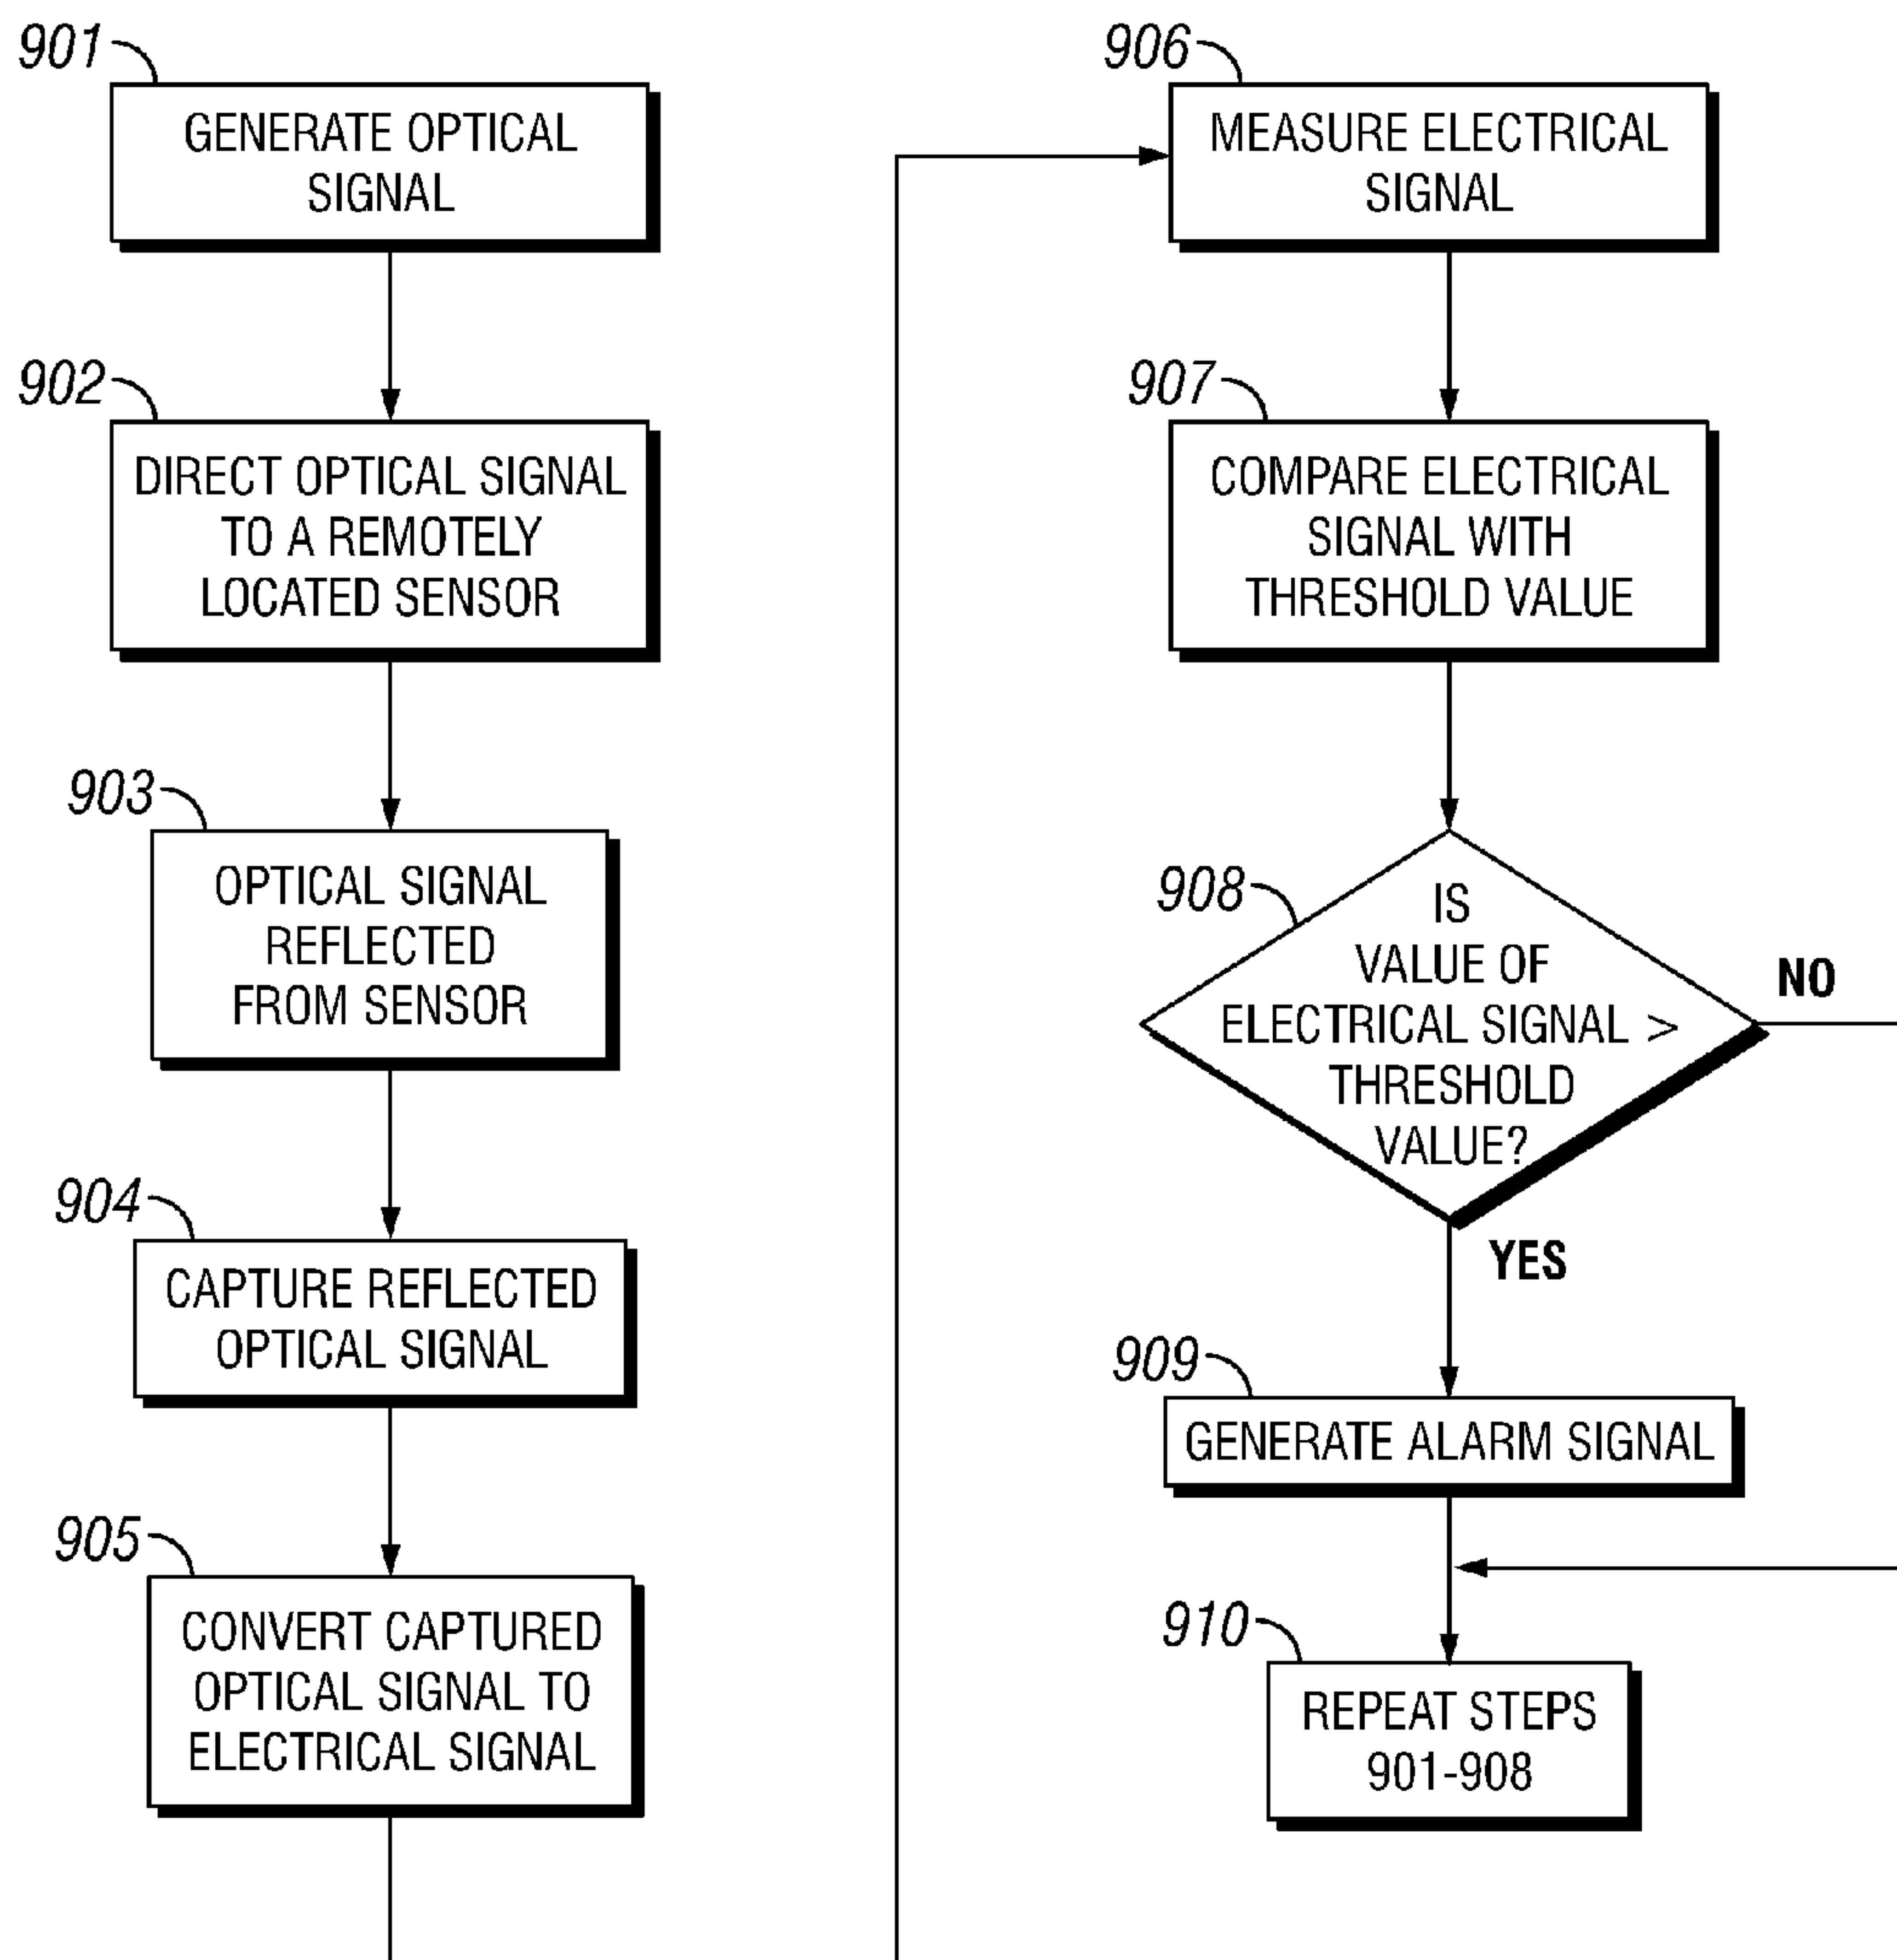 901
GENERATE OPTICAL
SIGNAL
902
DIRECT OPTICAL SIGNAL
TO A REMOTELY
LOCATED SENSOR
903
OPTICAL SIGNAL
REFLECTED
FROM SENSOR
904
CAPTURE REFLECTED
OPTICAL SIGNAL
905
CONVERT CAPTURED
OPTICAL SIGNAL TO
ELECTRICAL SIGNAL
906
MEASURE ELECTRICAL
SIGNAL
907
COMPARE ELECTRICAL
SIGNAL WITH
THRESHOLD VALUE
908
IS
VALUE OF
ELECTRICAL SIGNAL >
THRESHOLD
VALUE?
NO
YES
909
GENERATE ALARM SIGNAL
910
REPEAT STEPS
901-908